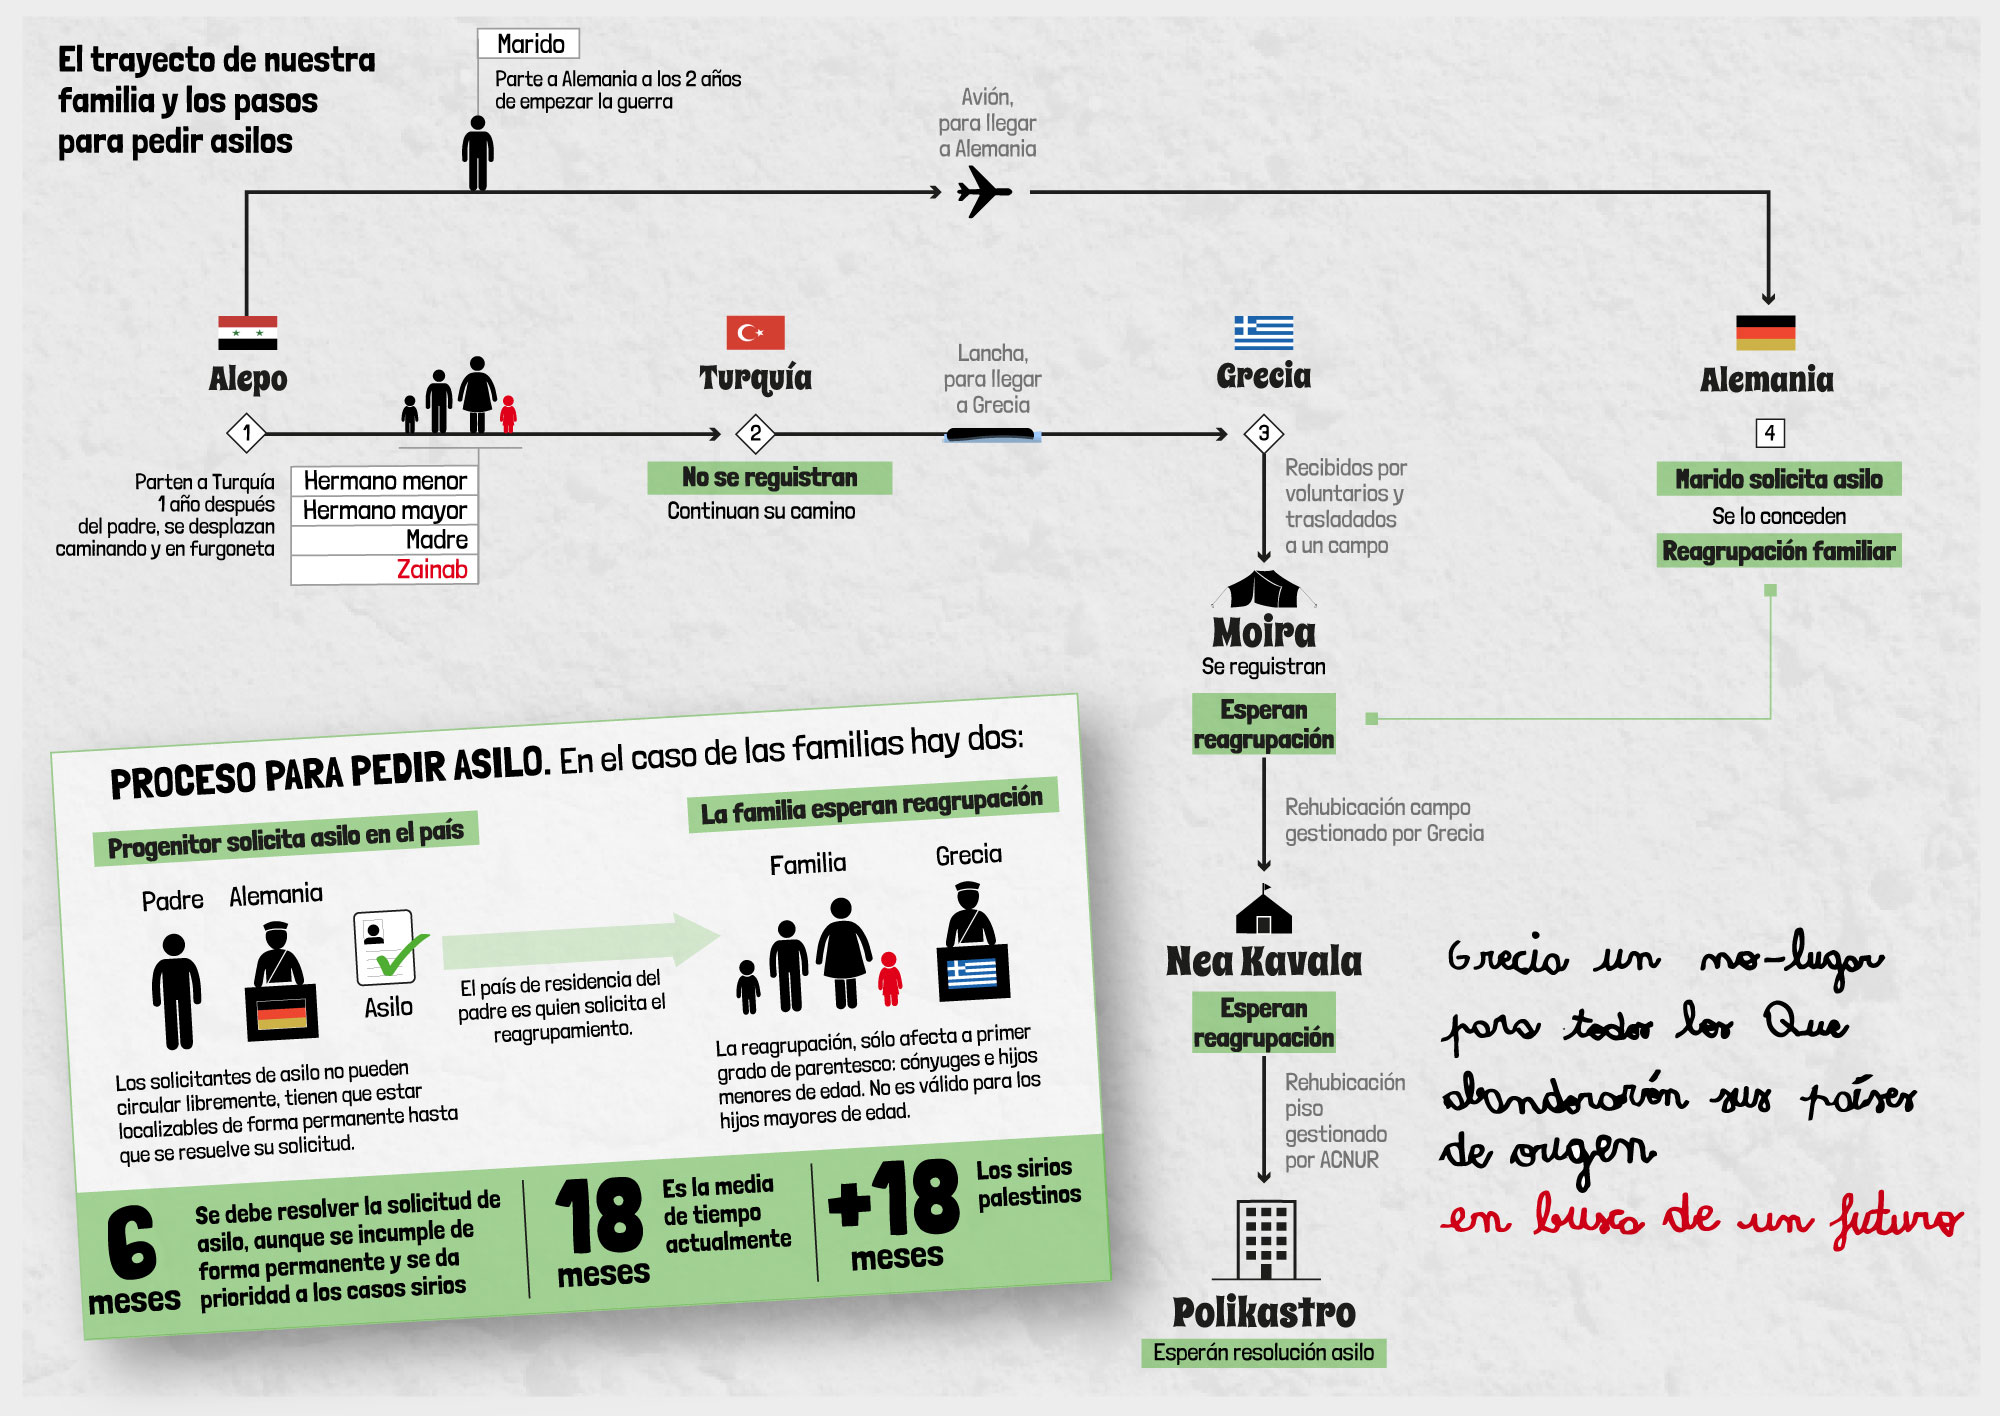 El trayecto de nuestra
familia y los pasos
para pedir asilos
Marido
Parte a Alemania a los 2 años
de empezar la guerra
Avión,
para llegar
a Alemania
Alepo
1
Parten a Turquía
1 año después
del padre, se desplazan
caminando y en furgoneta
Hermano menor
Hermano mayor
Madre
Zainab
Turquía
2
No se reguistran
Continuan su camino
Lancha,
para llegar
a Grecia
Grecia
3
Recibidos por
voluntarios y
trasladados
a un campo
Alemania
4
Marido solicita asilo
Se lo conceden
Reagrupación familiar
Moira
Se reguistran
Esperan
reagrupación
Rehubicación campo
gestionado por Grecia
Nea Kavala
Esperan
reagrupación
Rehubicación
piso
gestionado
por ACNUR
Polikastro
Esperán resolución asilo
PROCESO PARA PEDIR ASILO. En el caso de las familias hay dos:
Progenitor solicita asilo en el país
Padre
Alemania
Asilo
Los solicitantes de asilo no pueden
circular libremente, tienen que estar
localizables de forma permanente hasta
que se resuelve su solicitud.
El país de residencia del
padre es quien solicita el
reagrupamiento.
La familia esperan reagrupación
Familia
Grecia
La reagrupación, sólo afecta a primer
grado de parentesco: cónyuges e hijos
menores de edad. No es válido para los
hijos mayores de edad.
6
meses
Se debe resolver la solicitud de
asilo, aunque se incumple de
forma permanente y se da
prioridad a los casos sirios
18
meses
Es la media
de tiempo
actualmente
+18
meses
Los sirios
palestinos
Grecia un no-lugar
para todos los Que
abandonarón sus países
de origen
en busca de un futuro